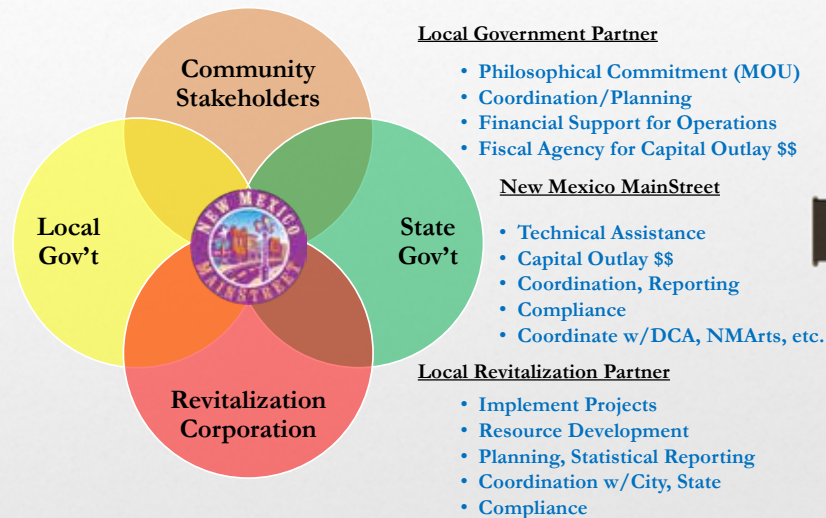 Community
Stakeholders
Local
Gov't
State
Gov't
Revitalization
Corporation
NEW MEXICO
MAINSTREET
Local Government Partner
• Philosophical Commitment (MOU)
• Coordination/Planning
• Financial Support for Operations
• Fiscal Agency for Capital Outlay $$
New Mexico MainStreet
• Technical Assistance
• Capital Outlay $$
• Coordination, Reporting
• Compliance
• Coordinate w/DCA, NMArts, etc.
Local Revitalization Partner
• Implement Projects
• Resource Development
• Planning, Statistical Reporting
• Coordination w/City, State
• Compliance